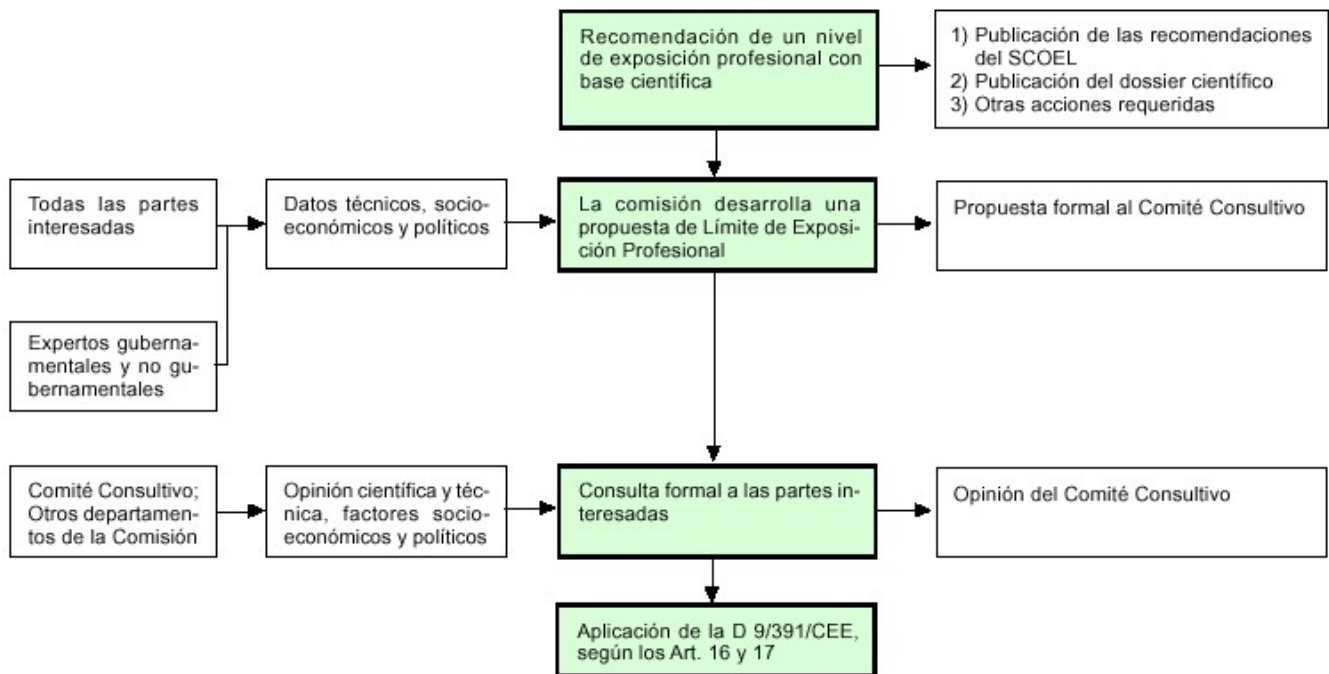 Recomendación de un nivel
de exposición profesional con
base científica
1) Publicación de las recomendaciones
del SCOEL
2) Publicación del dossier científico
3) Otras acciones requeridas
Todas las partes
interesadas
Datos técnicos, socio-
económicos y políticos
La comisión desarrolla una
propuesta de Límite de Exposi-
ción Profesional
Propuesta formal al Comité Consultivo
Expertos guberna-
mentales y no gu-
bernamentales
Comité Consultivo;
Otros departamen-
tos de la Comisión
Opinión científica y téc-
nica, factores socio-
económicos y políticos
Consulta formal a las partes in-
teresadas
Opinión del Comité Consultivo
Aplicación de la D 9/391/CEE,
según los Art. 16 y 17